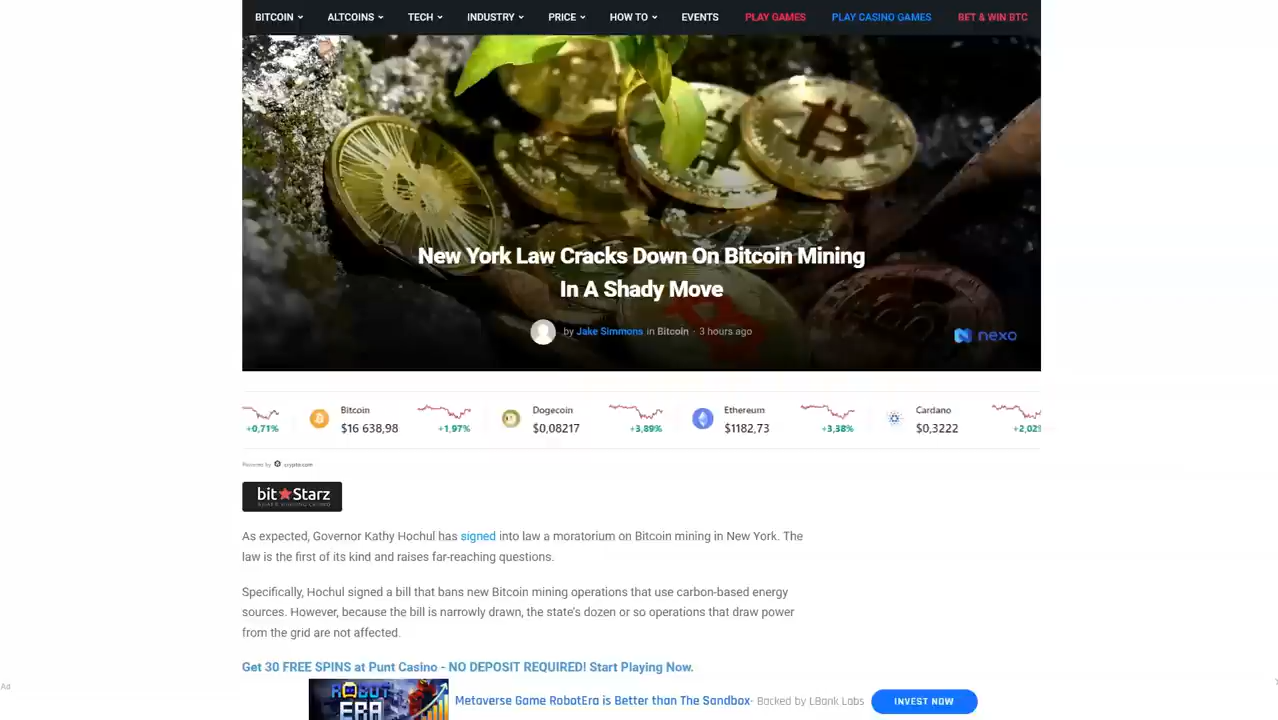 BITCOIN ALTCOINS TECH INDUSTRY PRICE HOW TO EVENTS PLAY GAMES PLAY CASINO GAMES BET & WIN BTC
New York Law Cracks Down On Bitcoin Mining
In A Shady Move
by Jake Simmons in Bitcoin · 3 hours ago
nexo
Bitcoin Dogecoin Ethereum Cardano
+0,71% $16 638,98 +1,97% $0,08217 +3,89% $1182,73 +3,38% $0,3222 +2,02%
Powered by crypto.com
bit Starz
As expected, Governor Kathy Hochul has signed into law a moratorium on Bitcoin mining in New York. The
law is the first of its kind and raises far-reaching questions.
Specifically, Hochul signed a bill that bans new Bitcoin mining operations that use carbon-based energy
sources. However, because the bill is narrowly drawn, the state's dozen or so operations that draw power
from the grid are not affected.
Get 30 FREE SPINS at Punt Casino - NO DEPOSIT REQUIRED! Start Playing Now.
Ad
ROBOT
ERA
Metaverse Game RobotEra is Better than The Sandbox- Backed by LBank Labs INVEST NOW